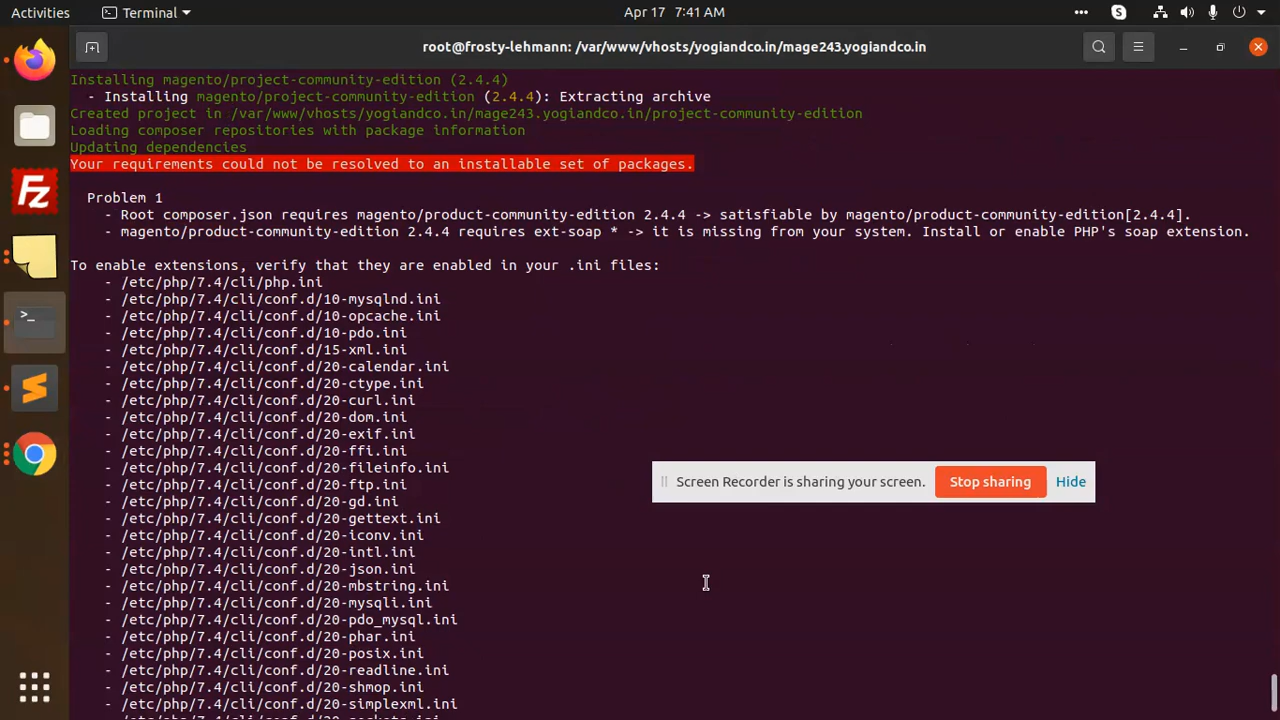 Activities
Terminal
Apr 17 7:41 AM
S
root@frosty-lehmann: /var/www/vhosts/yogiandco.in/mage243.yogiandco.in
Installing magento/project-community-edition (2.4.4)
- Installing magento/project-community-edition (2.4.4): Extracting archive
Created project in /var/www/vhosts/yogiandco.in/mage243.yogiandco.in/project-community-edition
Loading composer repositories with package information
Updating dependencies
Your requirements could not be resolved to an installable set of packages.
Problem 1
- Root composer.json requires magento/product-community-edition 2.4.4 -> satisfiable by magento/product-community-edition[2.4.4].
- magento/product-community-edition 2.4.4 requires ext-soap * -> it is missing from your system. Install or enable PHP's soap extension.
To enable extensions, verify that they are enabled in your .ini files:
- /etc/php/7.4/cli/php.ini
- /etc/php/7.4/cli/conf.d/10-mysqlnd.ini
- /etc/php/7.4/cli/conf.d/10-opcache.ini
- /etc/php/7.4/cli/conf.d/10-pdo.ini
- /etc/php/7.4/cli/conf.d/15-xml.ini
- /etc/php/7.4/cli/conf.d/20-calendar.ini
- /etc/php/7.4/cli/conf.d/20-ctype.ini
- /etc/php/7.4/cli/conf.d/20-curl.ini
- /etc/php/7.4/cli/conf.d/20-dom.ini
- /etc/php/7.4/cli/conf.d/20-exif.ini
- /etc/php/7.4/cli/conf.d/20-ffi.ini
- /etc/php/7.4/cli/conf.d/20-fileinfo.ini
- /etc/php/7.4/cli/conf.d/20-ftp.ini
- /etc/php/7.4/cli/conf.d/20-gd.ini
- /etc/php/7.4/cli/conf.d/20-gettext.ini
- /etc/php/7.4/cli/conf.d/20-iconv.ini
- /etc/php/7.4/cli/conf.d/20-intl.ini
- /etc/php/7.4/cli/conf.d/20-json.ini
- /etc/php/7.4/cli/conf.d/20-mbstring.ini
- /etc/php/7.4/cli/conf.d/20-mysqli.ini
- /etc/php/7.4/cli/conf.d/20-pdo_mysql.ini
- /etc/php/7.4/cli/conf.d/20-phar.ini
- /etc/php/7.4/cli/conf.d/20-posix.ini
- /etc/php/7.4/cli/conf.d/20-readline.ini
- /etc/php/7.4/cli/conf.d/20-shmop.ini
- /etc/php/7.4/cli/conf.d/20-simplexml.ini
Screen Recorder is sharing your screen.
Stop sharing
Hide
Fz
>_